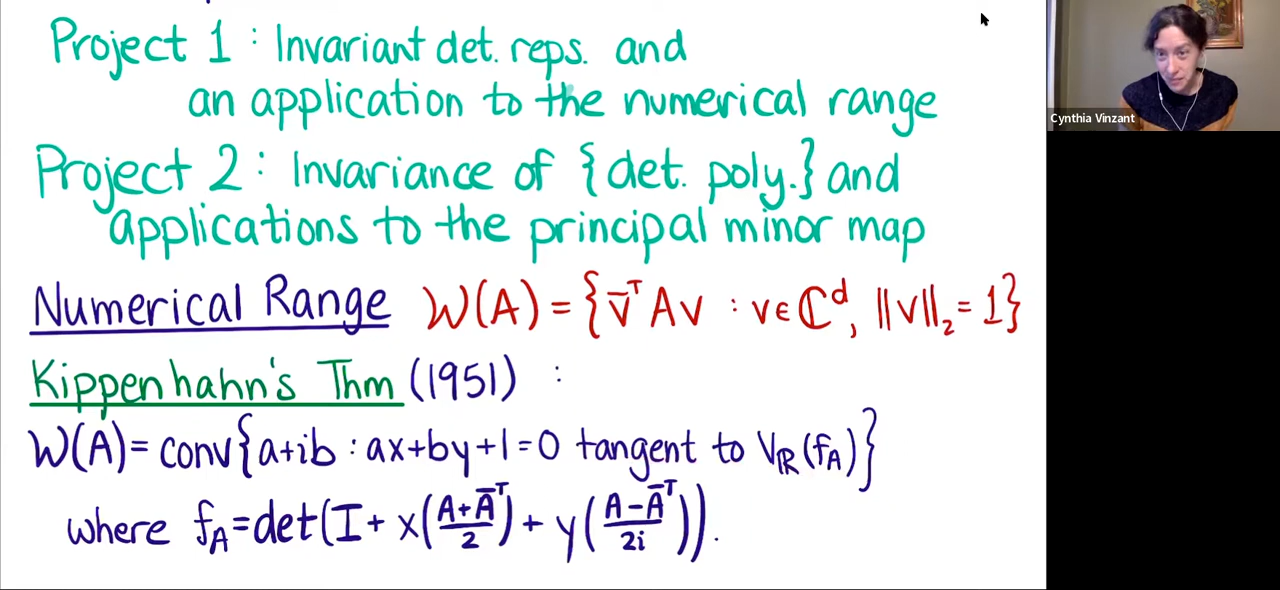 Project 1 : Invariant det. reps. and
an application to the numerical range
Project 2 : Invariance of {det. poly.} and
applications to the principal minor map
Numerical Range W(A) = {v̄ᵀAv : v∈ℂᵈ, ||v||₂ = 1}
Kippenhahn's Thm (1951) :
W(A) = conv{a+ib : ax+by+1=0 tangent to V_ℝ(f_A)}
where f_A = det(I + x((A+Āᵀ)/2) + y((A−Āᵀ)/2i)).
Cynthia Vinzant